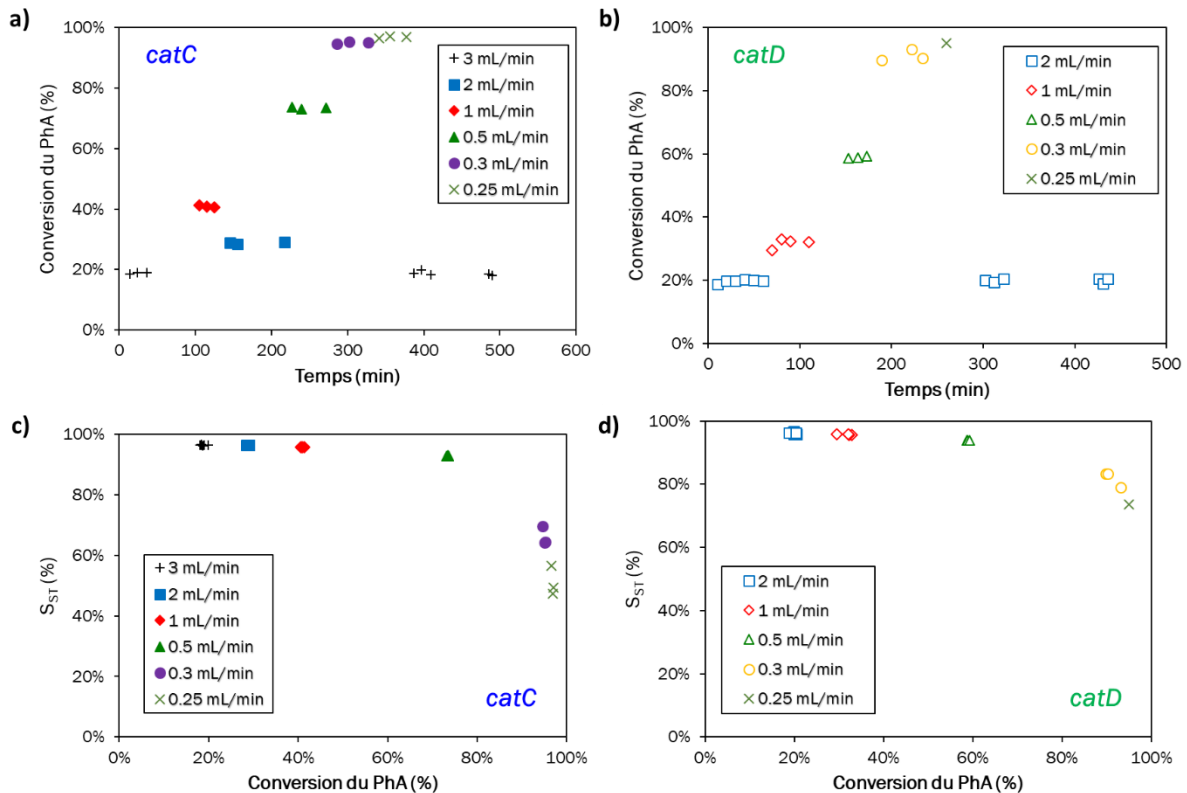 a)
catC
Conversion du PhA (%)
100%
80%
60%
40%
20%
0%
0 100 200 300 400 500 600
Temps (min)
3 mL/min
2 mL/min
1 mL/min
0.5 mL/min
0.3 mL/min
0.25 mL/min
b)
catD
Conversion du PhA (%)
100%
80%
60%
40%
20%
0%
0 100 200 300 400 500
Temps (min)
2 mL/min
1 mL/min
0.5 mL/min
0.3 mL/min
0.25 mL/min
c)
S_ST (%)
100%
80%
60%
40%
20%
0%
0% 20% 40% 60% 80% 100%
Conversion du PhA (%)
3 mL/min
2 mL/min
1 mL/min
0.5 mL/min
0.3 mL/min
0.25 mL/min
catC
d)
S_ST (%)
100%
80%
60%
40%
20%
0%
0% 20% 40% 60% 80% 100%
Conversion du PhA (%)
2 mL/min
1 mL/min
0.5 mL/min
0.3 mL/min
0.25 mL/min
catD